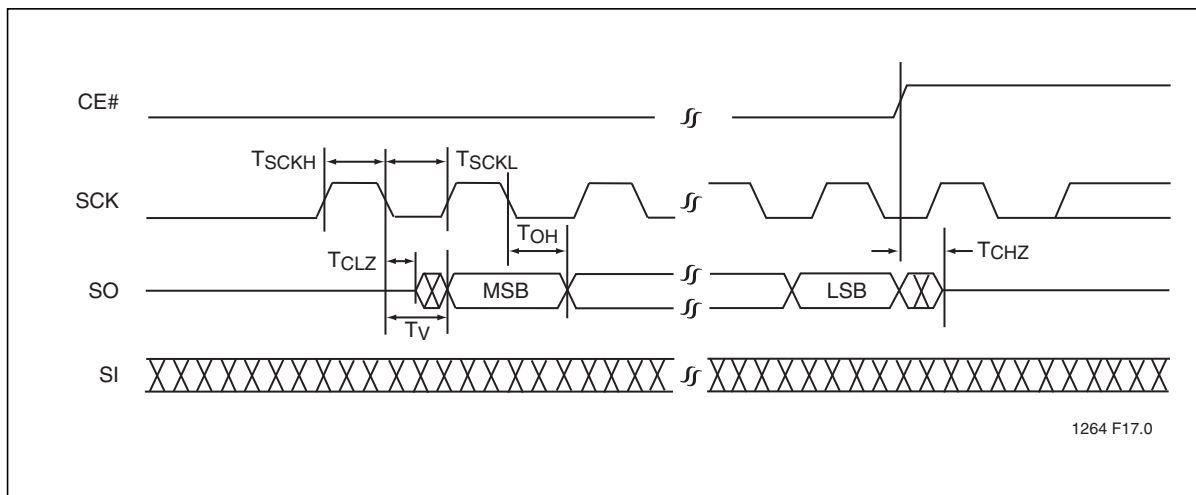 CE#
TSCKH
TSCKL
SCK
TOH
TCLZ
TCHZ
SO
MSB
LSB
TV
SI
1264 F17.0